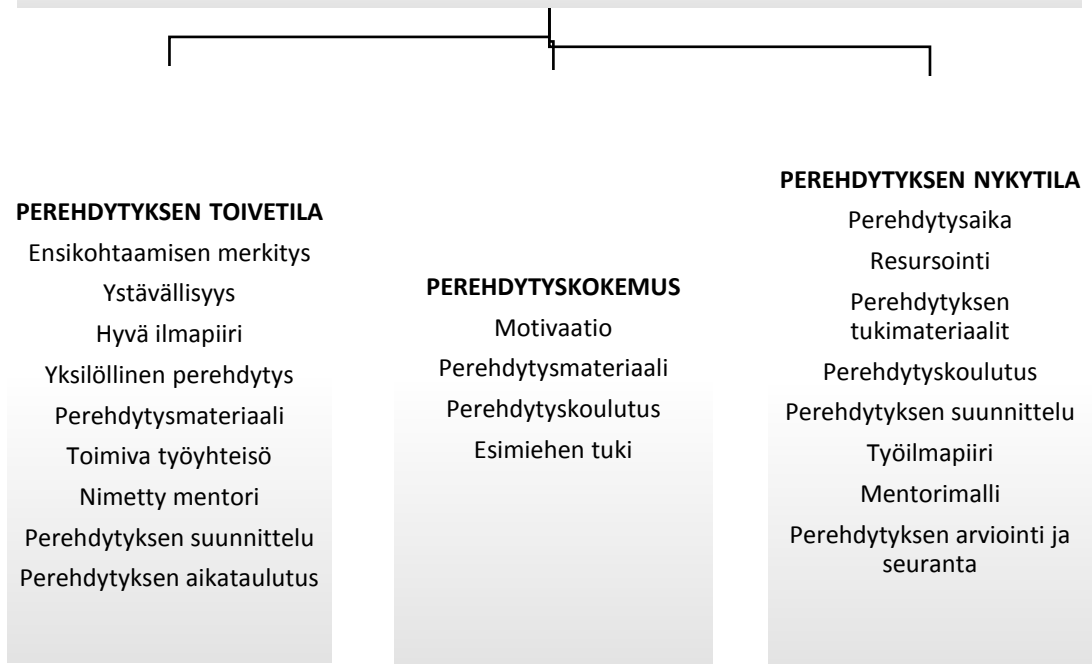 PEREHDYTYKSEN TOIVETILA
Ensikohtaamisen merkitys
Ystävällisyys
Hyvä ilmapiiri
Yksilöllinen perehdytys
Perehdytysmateriaali
Toimiva työyhteisö
Nimetty mentori
Perehdytyksen suunnittelu
Perehdytyksen aikataulutus
PEREHDYTYSKOKEMUS
Motivaatio
Perehdytysmateriaali
Perehdytyskoulutus
Esimiehen tuki
PEREHDYTYKSEN NYKYTILA
Perehdytysaika
Resursointi
Perehdytyksen
tukimateriaalit
Perehdytyskoulutus
Perehdytyksen suunnittelu
Työilmapiiri
Mentorimalli
Perehdytyksen arviointi ja
seuranta